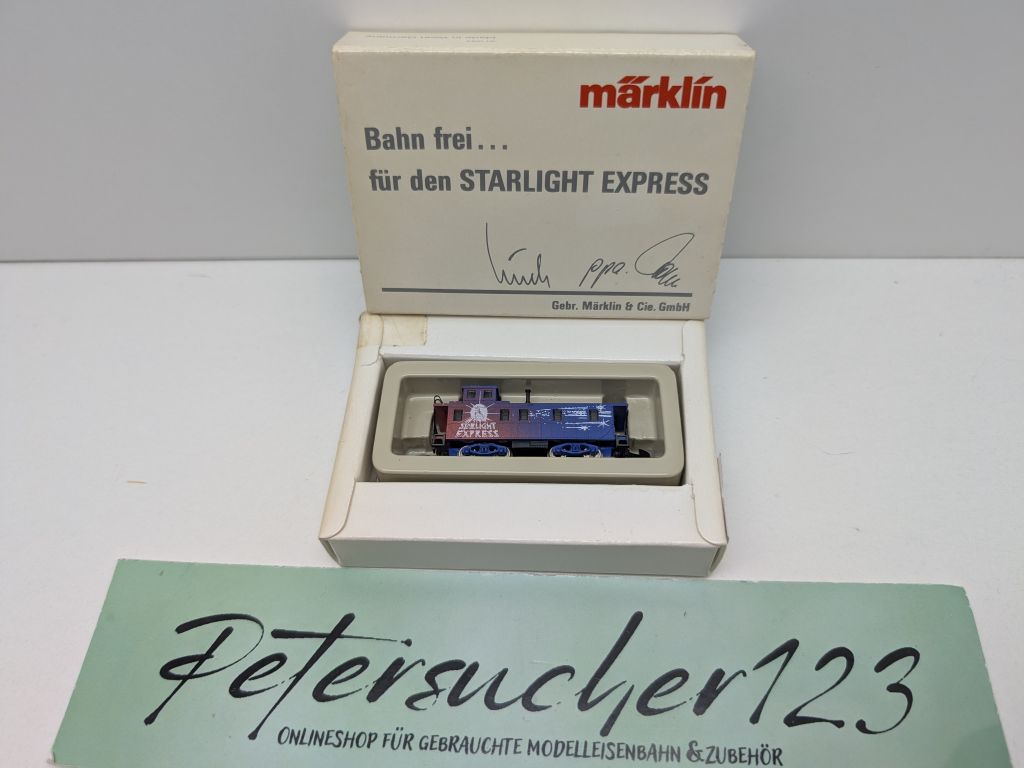 märklin
Bahn frei...
für den STARLIGHT EXPRESS
ppa.
Gebr. Märklin & Cie. GmbH
STARLIGHT
EXPRESS
Petersucher123
ONLINESHOP FÜR GEBRAUCHTE MODELLEISENBAHN & ZUBEHÖR